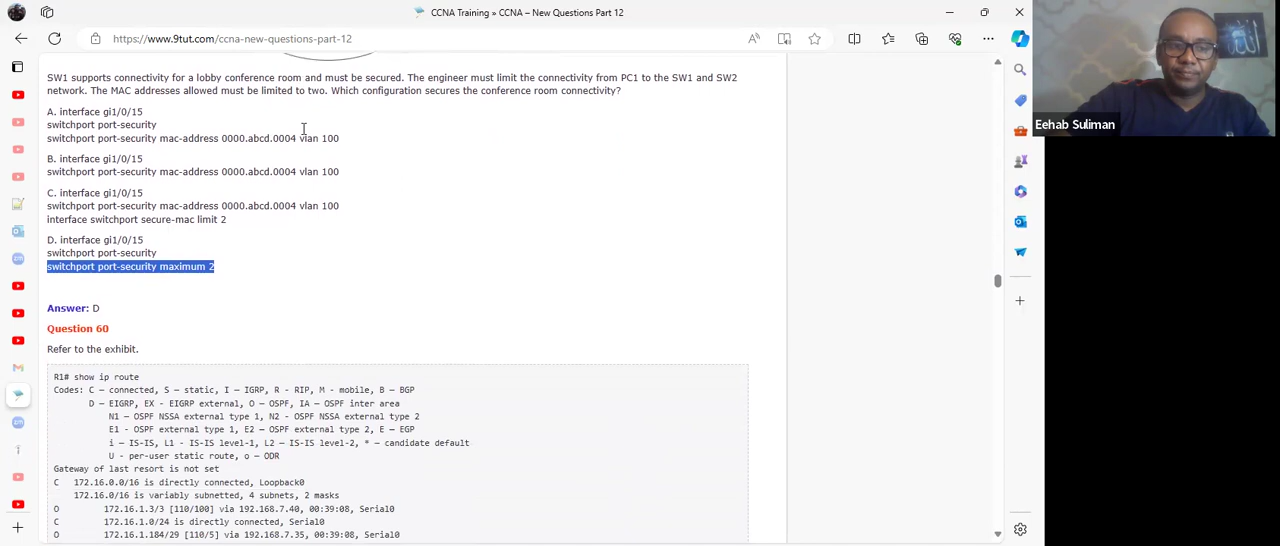 CCNA Training » CCNA – New Questions Part 12
https://www.9tut.com/ccna-new-questions-part-12
SW1 supports connectivity for a lobby conference room and must be secured. The engineer must limit the connectivity from PC1 to the SW1 and SW2
network. The MAC addresses allowed must be limited to two. Which configuration secures the conference room connectivity?
A. interface gi1/0/15
switchport port-security
switchport port-security mac-address 0000.abcd.0004 vlan 100
B. interface gi1/0/15
switchport port-security mac-address 0000.abcd.0004 vlan 100
C. interface gi1/0/15
switchport port-security mac-address 0000.abcd.0004 vlan 100
interface switchport secure-mac limit 2
D. interface gi1/0/15
switchport port-security
switchport port-security maximum 2
Answer: D
Question 60
Refer to the exhibit.
R1# show ip route
Codes: C – connected, S – static, I – IGRP, R - RIP, M - mobile, B – BGP
D – EIGRP, EX - EIGRP external, O – OSPF, IA – OSPF inter area
N1 – OSPF NSSA external type 1, N2 - OSPF NSSA external type 2
E1 - OSPF external type 1, E2 – OSPF external type 2, E – EGP
i – IS-IS, L1 - IS-IS level-1, L2 – IS-IS level-2, * – candidate default
U - per-user static route, o – ODR
Gateway of last resort is not set
C 172.16.0.0/16 is directly connected, Loopback0
172.16.0/16 is variably subnetted, 4 subnets, 2 masks
O 172.16.1.3/3 [110/100] via 192.168.7.40, 00:39:08, Serial0
C 172.16.1.0/24 is directly connected, Serial0
O 172.16.1.184/29 [110/5] via 192.168.7.35, 00:39:08, Serial0
Eehab Suliman